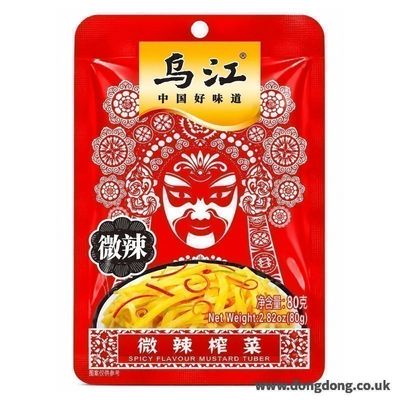 乌江®
中国好味道
微辣
净含量: 80克
Net Weight:2.82oz(80g)
微辣榨菜
SPICY FLAVOUR MUSTARD TUBER
图案仅供参考
www.dongdong.co.uk